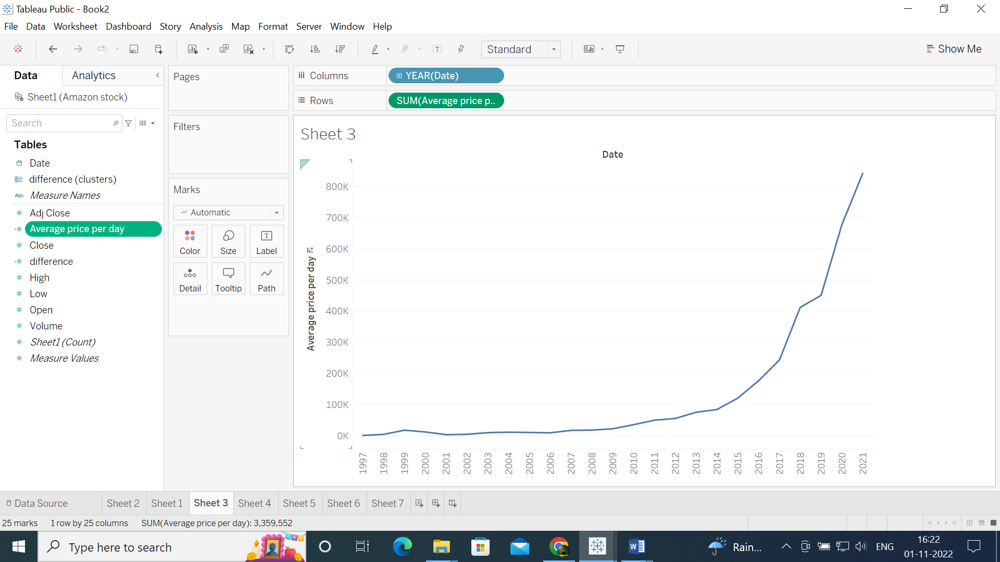 Tableau Public - Book2
File Data Worksheet Dashboard Story Analysis Map Format Server Window Help
Standard
Show Me
Data
Analytics
Sheet1 (Amazon stock)
Search
Tables
Date
difference (clusters)
Abc Measure Names
Adj Close
Average price per day
Close
difference
High
Low
Open
Volume
Sheet1 (Count)
Measure Values
Pages
Filters
Marks
Automatic
Color Size Label
Detail Tooltip Path
Columns
YEAR(Date)
Rows
SUM(Average price p..
Sheet 3
Date
Average price per day
800K
700K
600K
500K
400K
300K
200K
100K
0K
1997 1998 1999 2000 2001 2002 2003 2004 2005 2006 2007 2008 2009 2010 2011 2012 2013 2014 2015 2016 2017 2018 2019 2020 2021
Data Source Sheet 2 Sheet 1 Sheet 3 Sheet 4 Sheet 5 Sheet 6 Sheet 7
25 marks 1 row by 25 columns SUM(Average price per day): 3,359,552
Type here to search
Rain...
ENG
16:22
01-11-2022